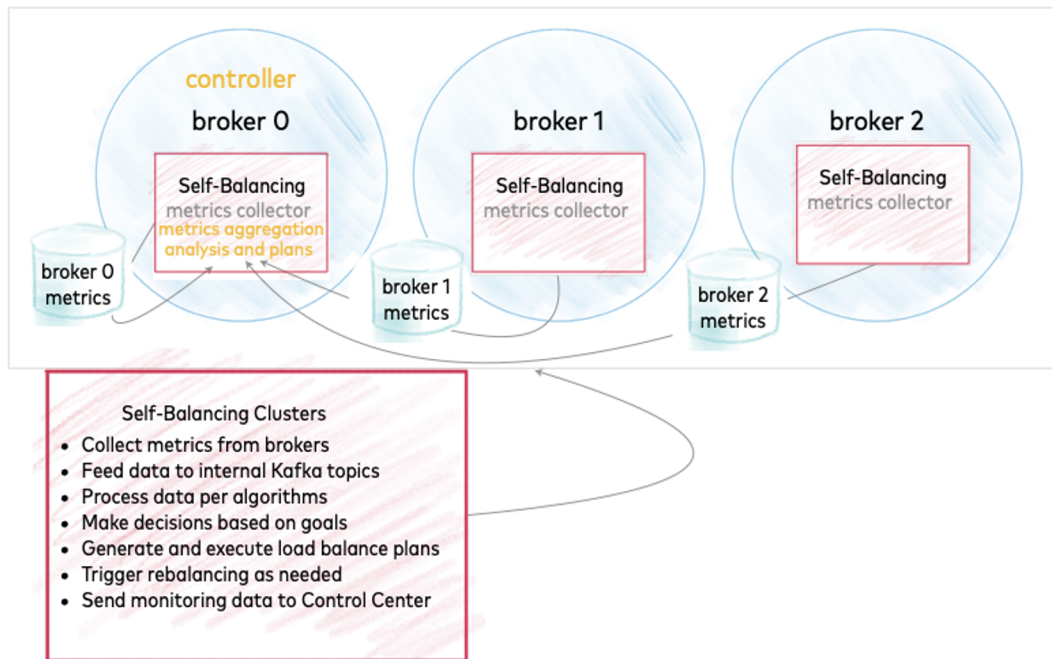 controller
broker 0
Self-Balancing
metrics collector
metrics aggregation
analysis and plans
broker 0
metrics
broker 1
Self-Balancing
metrics collector
broker 1
metrics
broker 2
Self-Balancing
metrics collector
broker 2
metrics
Self-Balancing Clusters
• Collect metrics from brokers
• Feed data to internal Kafka topics
• Process data per algorithms
• Make decisions based on goals
• Generate and execute load balance plans
• Trigger rebalancing as needed
• Send monitoring data to Control Center